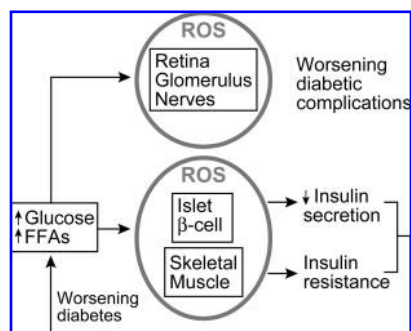 ROS
Retina
Glomerulus
Nerves
Worsening
diabetic
complications
ROS
↑Glucose
↑FFAs
Islet
β-cell
Skeletal
Muscle
↓ Insulin
secretion
Insulin
resistance
Worsening
diabetes